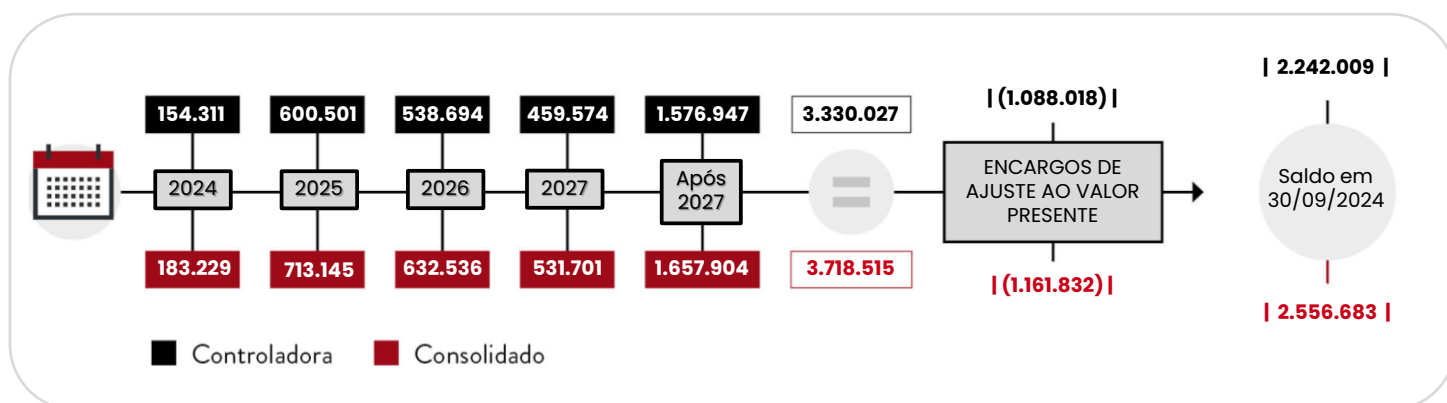 | 2.242.009 |
| (1.088.018) |
154.311 600.501 538.694 459.574 1.576.947 3.330.027
2024 2025 2026 2027 Após 2027
ENCARGOS DE
AJUSTE AO VALOR
PRESENTE
Saldo em
30/09/2024
183.229 713.145 632.536 531.701 1.657.904 3.718.515
| (1.161.832) |
| 2.556.683 |
Controladora Consolidado